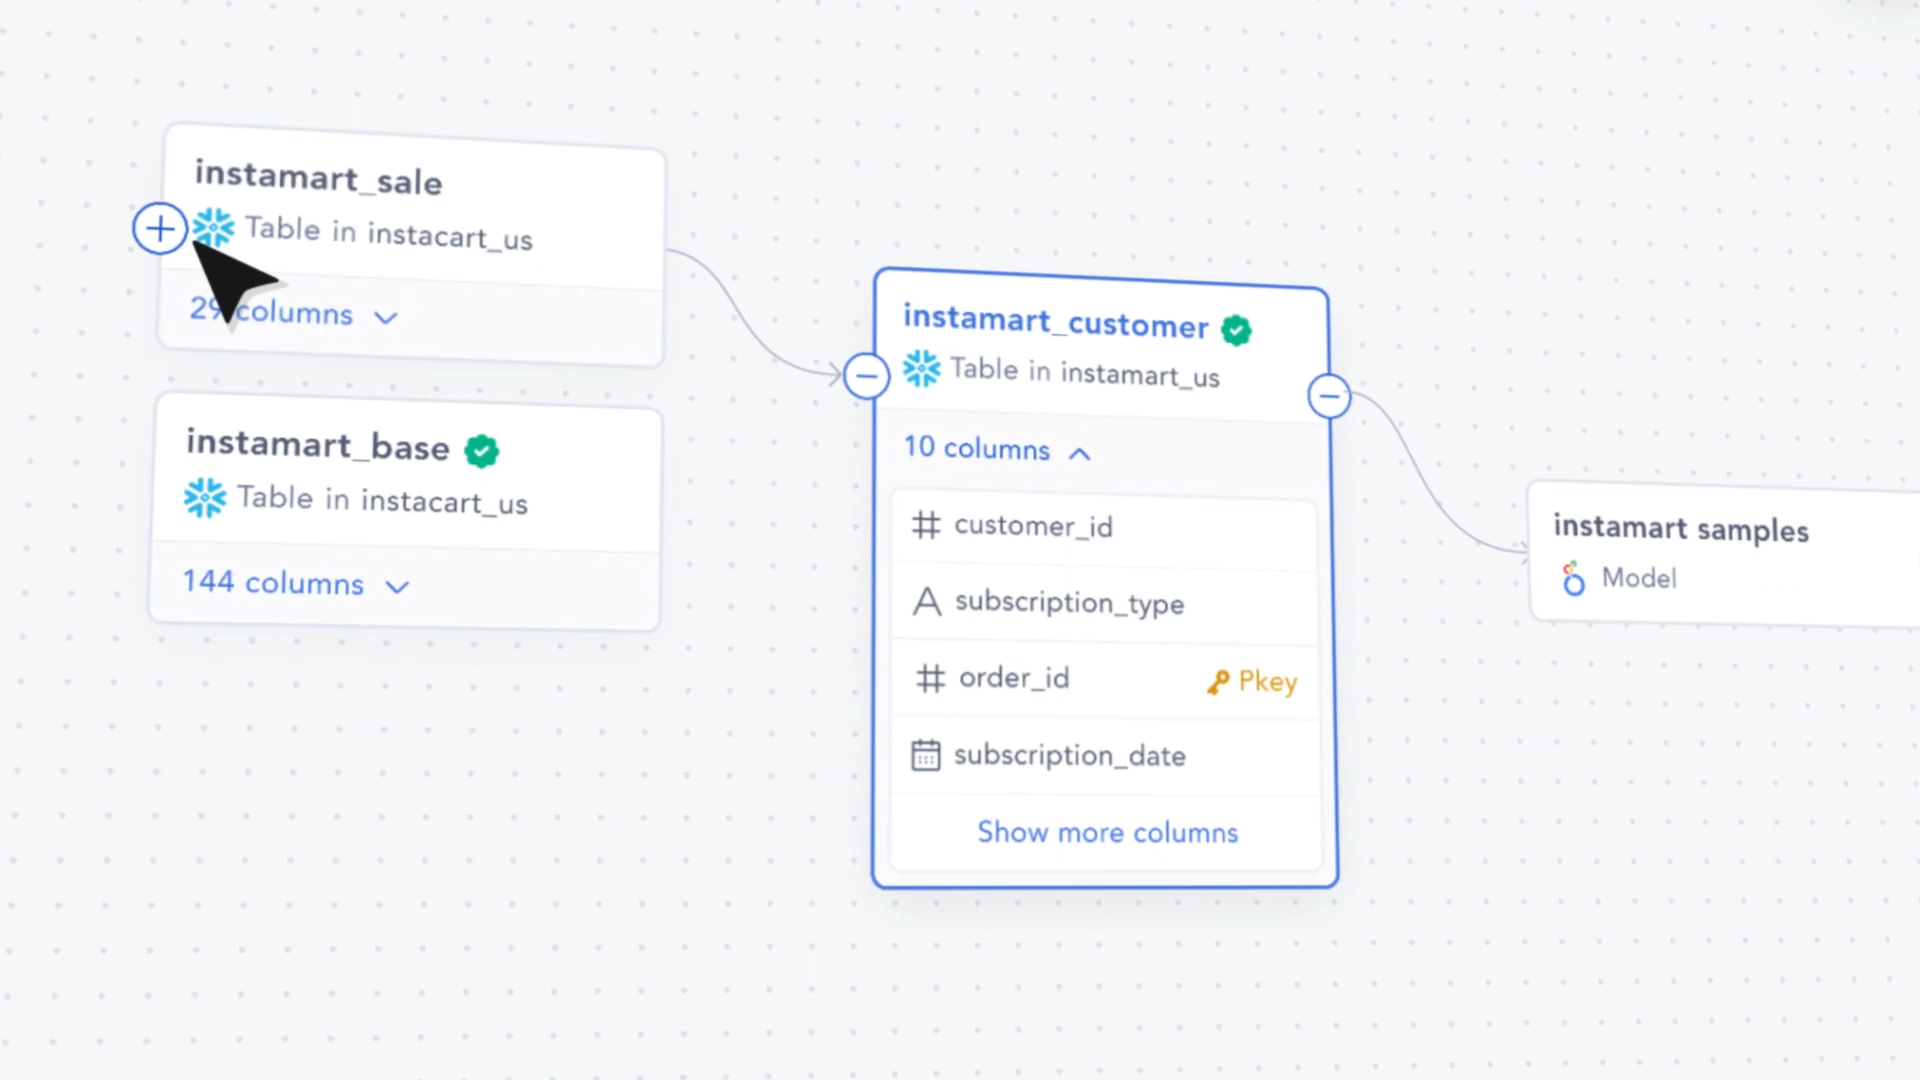 instamart_sale
Table in instacart_us
29 columns
instamart_base
Table in instacart_us
144 columns
instamart_customer
Table in instamart_us
10 columns
customer_id
subscription_type
order_id
Pkey
subscription_date
Show more columns
instamart samples
Model